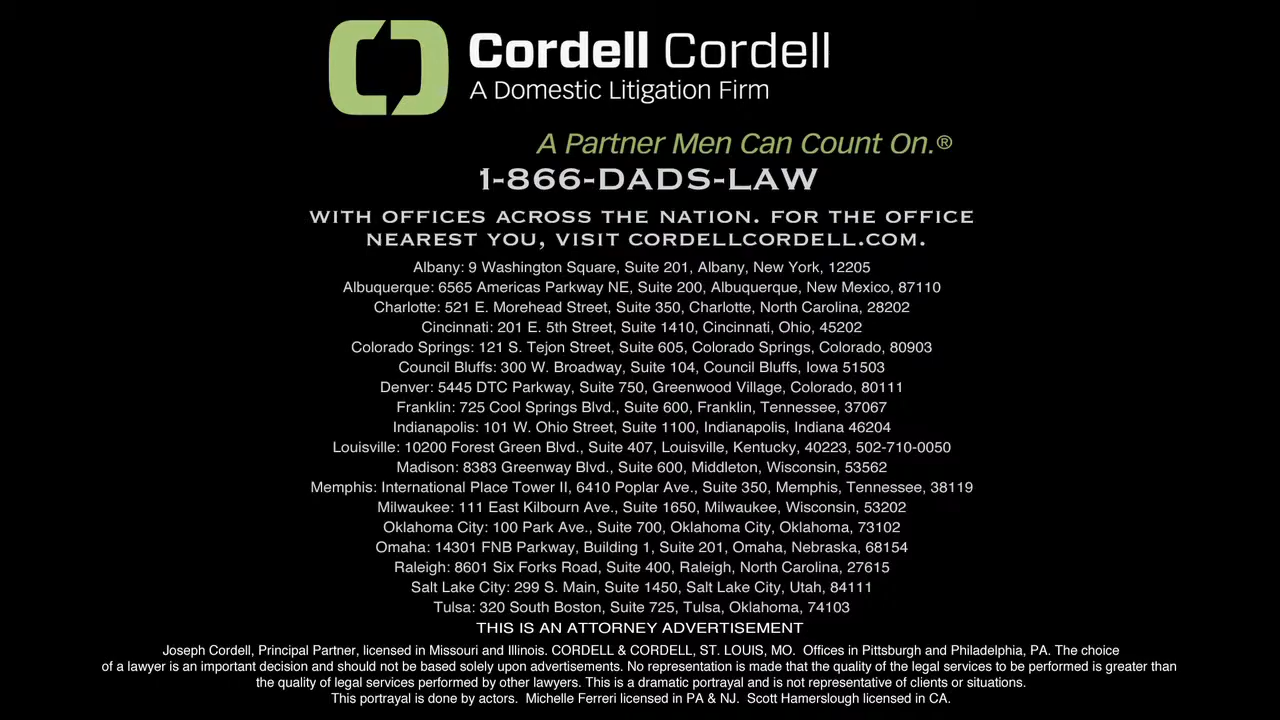 Cordell Cordell
A Domestic Litigation Firm
A Partner Men Can Count On.®
1-866-DADS-LAW
WITH OFFICES ACROSS THE NATION. FOR THE OFFICE
NEAREST YOU, VISIT CORDELLCORDELL.COM.
Albany: 9 Washington Square, Suite 201, Albany, New York, 12205
Albuquerque: 6565 Americas Parkway NE, Suite 200, Albuquerque, New Mexico, 87110
Charlotte: 521 E. Morehead Street, Suite 350, Charlotte, North Carolina, 28202
Cincinnati: 201 E. 5th Street, Suite 1410, Cincinnati, Ohio, 45202
Colorado Springs: 121 S. Tejon Street, Suite 605, Colorado Springs, Colorado, 80903
Council Bluffs: 300 W. Broadway, Suite 104, Council Bluffs, Iowa 51503
Denver: 5445 DTC Parkway, Suite 750, Greenwood Village, Colorado, 80111
Franklin: 725 Cool Springs Blvd., Suite 600, Franklin, Tennessee, 37067
Indianapolis: 101 W. Ohio Street, Suite 1100, Indianapolis, Indiana 46204
Louisville: 10200 Forest Green Blvd., Suite 407, Louisville, Kentucky, 40223, 502-710-0050
Madison: 8383 Greenway Blvd., Suite 600, Middleton, Wisconsin, 53562
Memphis: International Place Tower II, 6410 Poplar Ave., Suite 350, Memphis, Tennessee, 38119
Milwaukee: 111 East Kilbourn Ave., Suite 1650, Milwaukee, Wisconsin, 53202
Oklahoma City: 100 Park Ave., Suite 700, Oklahoma City, Oklahoma, 73102
Omaha: 14301 FNB Parkway, Building 1, Suite 201, Omaha, Nebraska, 68154
Raleigh: 8601 Six Forks Road, Suite 400, Raleigh, North Carolina, 27615
Salt Lake City: 299 S. Main, Suite 1450, Salt Lake City, Utah, 84111
Tulsa: 320 South Boston, Suite 725, Tulsa, Oklahoma, 74103
THIS IS AN ATTORNEY ADVERTISEMENT
Joseph Cordell, Principal Partner, licensed in Missouri and Illinois. CORDELL & CORDELL, ST. LOUIS, MO. Offices in Pittsburgh and Philadelphia, PA. The choice
of a lawyer is an important decision and should not be based solely upon advertisements. No representation is made that the quality of the legal services to be performed is greater than
the quality of legal services performed by other lawyers. This is a dramatic portrayal and is not representative of clients or situations.
This portrayal is done by actors. Michelle Ferreri licensed in PA & NJ. Scott Hamerslough licensed in CA.